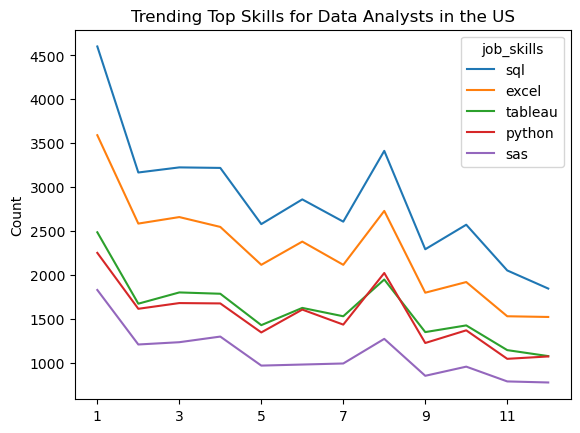 Trending Top Skills for Data Analysts in the US
job_skills
sql
excel
tableau
python
sas
Count
4500
4000
3500
3000
2500
2000
1500
1000
1 3 5 7 9 11